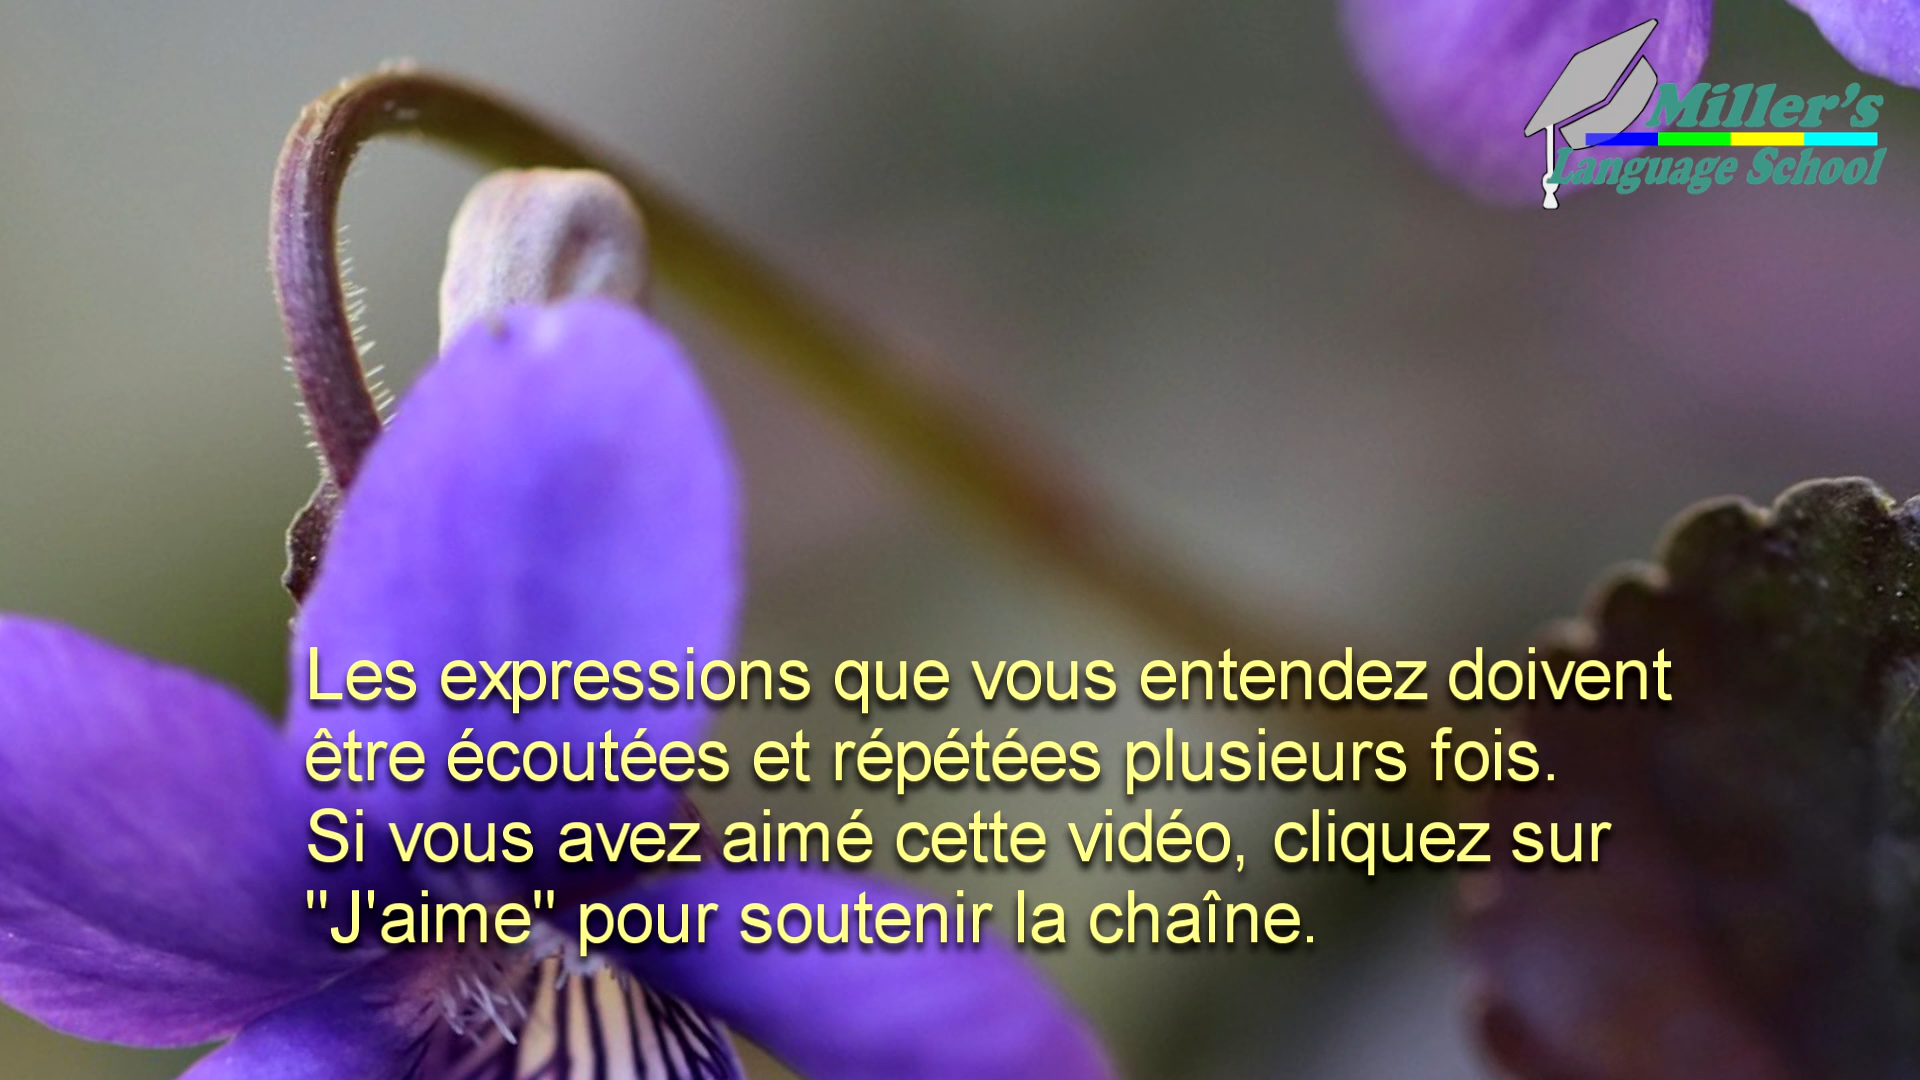 Miller's
Language School
Les expressions que vous entendez doivent
être écoutées et répétées plusieurs fois.
Si vous avez aimé cette vidéo, cliquez sur
"J'aime" pour soutenir la chaîne.